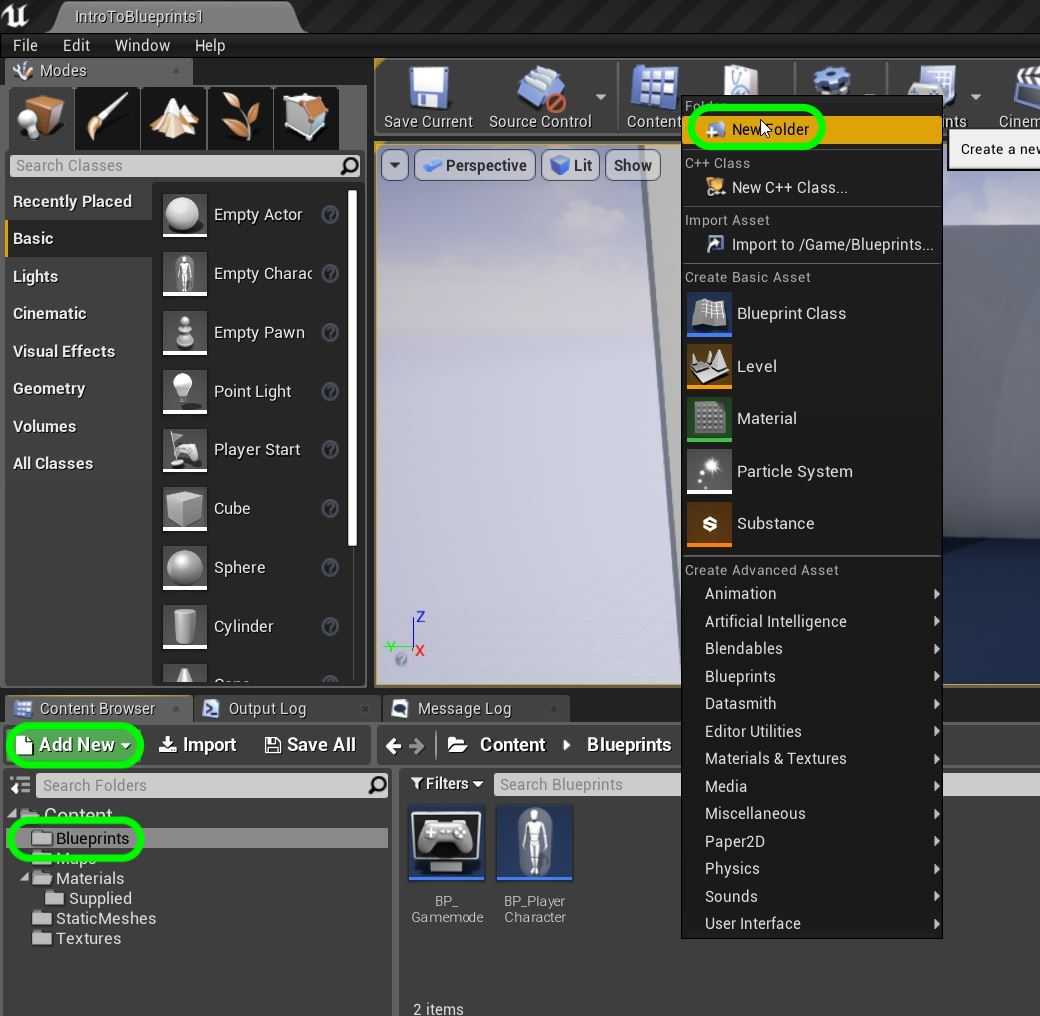 IntroToBlueprints1
File Edit Window Help
Modes
Save Current Source Control Content
Search Classes
Recently Placed
Basic
Lights
Cinematic
Visual Effects
Geometry
Volumes
All Classes
Empty Actor
Empty Charac
Empty Pawn
Point Light
Player Start
Cube
Sphere
Cylinder
Perspective Lit Show
Z
Y
X
New Folder
Create a new
C++ Class
New C++ Class...
Import Asset
Import to /Game/Blueprints...
Create Basic Asset
Blueprint Class
Level
Material
Particle System
Substance
Create Advanced Asset
Animation
Artificial Intelligence
Blendables
Blueprints
Datasmith
Editor Utilities
Materials & Textures
Media
Miscellaneous
Paper2D
Physics
Sounds
User Interface
Content Browser Output Log Message Log
Add New Import Save All Content Blueprints
Search Folders
Filters Search Blueprints
Content
Blueprints
Maps
Materials
Supplied
StaticMeshes
Textures
BP_
Gamemode
BP_Player
Character
2 items